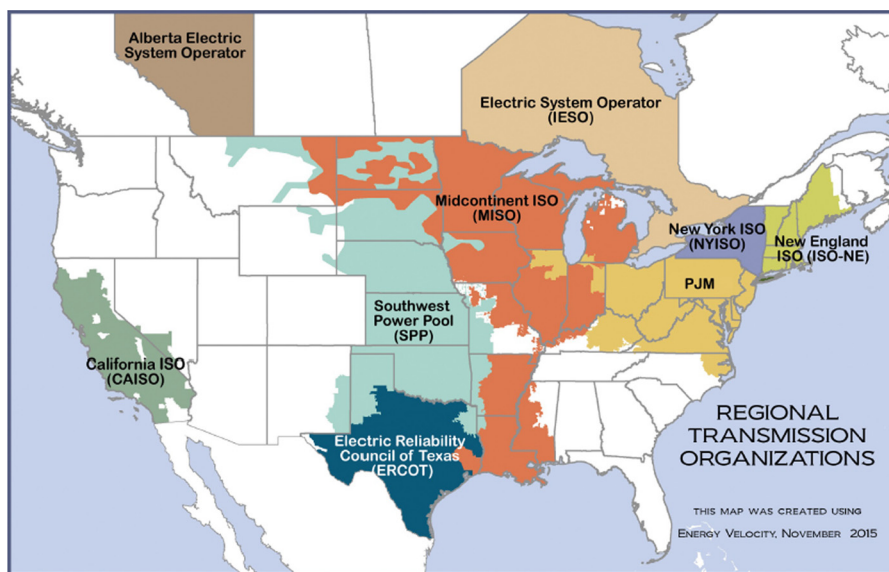 Alberta Electric
System Operator
Electric System Operator
(IESO)
Midcontinent ISO
(MISO)
New York ISO
(NYISO)
New England
ISO (ISO-NE)
PJM
Southwest
Power Pool
(SPP)
California ISO
(CAISO)
Electric Reliability
Council of Texas
(ERCOT)
REGIONAL
TRANSMISSION
ORGANIZATIONS
THIS MAP WAS CREATED USING
ENERGY VELOCITY, NOVEMBER 2015